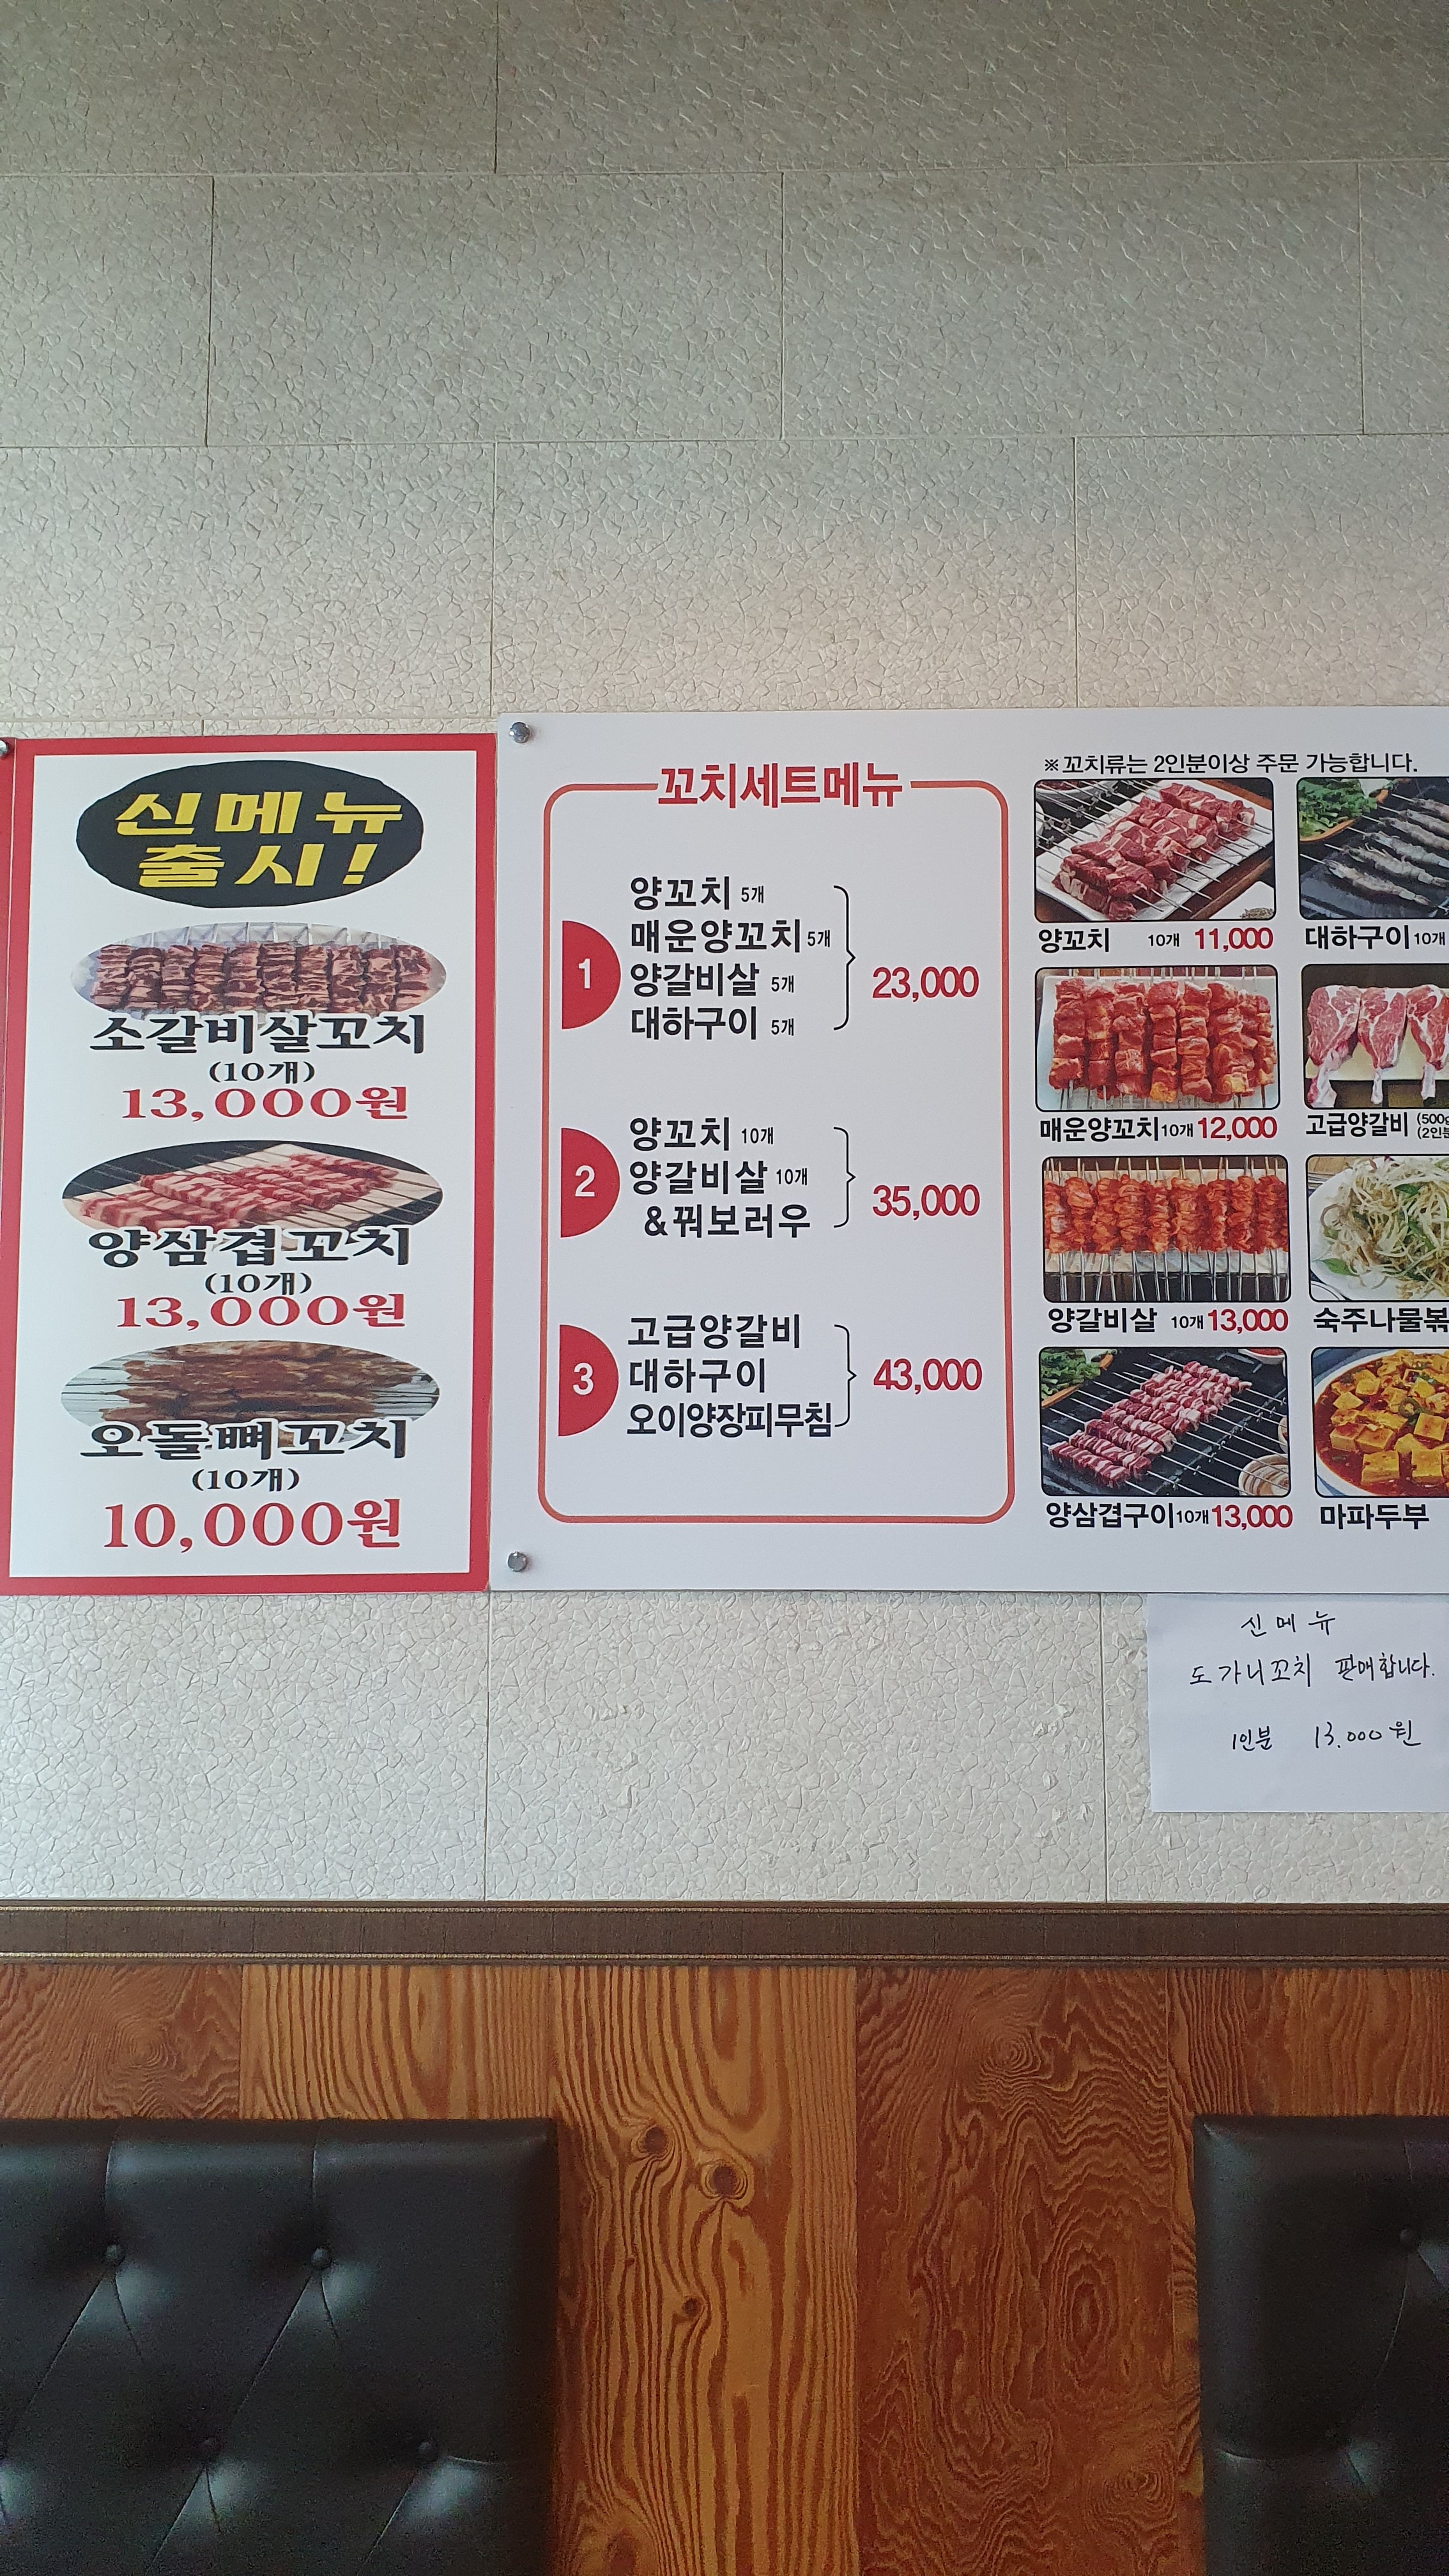 신메뉴
출시!
소갈비살꼬치
(10개)
13,000원
양삼겹꼬치
(10개)
13,000원
오돌뼈꼬치
(10개)
10,000원
꼬치세트메뉴
1
양꼬치 5개
매운양꼬치 5개
양갈비살 5개
대하구이 5개
23,000
2
양꼬치 10개
양갈비살 10개
&꿔보러우
35,000
3
고급양갈비
대하구이
오이양장피무침
43,000
※꼬치류는 2인분이상 주문 가능합니다.
양꼬치 10개 11,000
대하구이 10개
매운양꼬치 10개 12,000
고급양갈비
양갈비살 10개 13,000
숙주나물볶
양삼겹구이 10개 13,000
마파두부
신메뉴
도가니꼬치 판매합니다.
1인분 13.000원